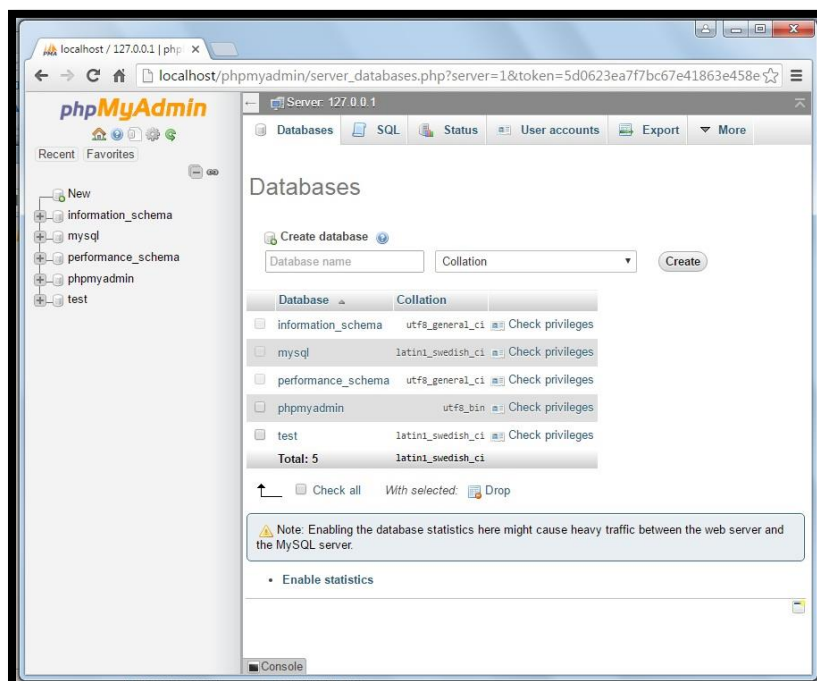 localhost / 127.0.0.1 | php
localhost/phpmyadmin/server_databases.php?server=1&token=5d0623ea7f7bc67e41863e458e
phpMyAdmin
Recent Favorites
New
information_schema
mysql
performance_schema
phpmyadmin
test
Server: 127.0.0.1
Databases SQL Status User accounts Export More
Databases
Create database
Database name Collation Create
Database Collation
information_schema utf8_general_ci Check privileges
mysql latin1_swedish_ci Check privileges
performance_schema utf8_general_ci Check privileges
phpmyadmin utf8_bin Check privileges
test latin1_swedish_ci Check privileges
Total: 5 latin1_swedish_ci
Check all With selected: Drop
Note: Enabling the database statistics here might cause heavy traffic between the web server and
the MySQL server.
• Enable statistics
Console